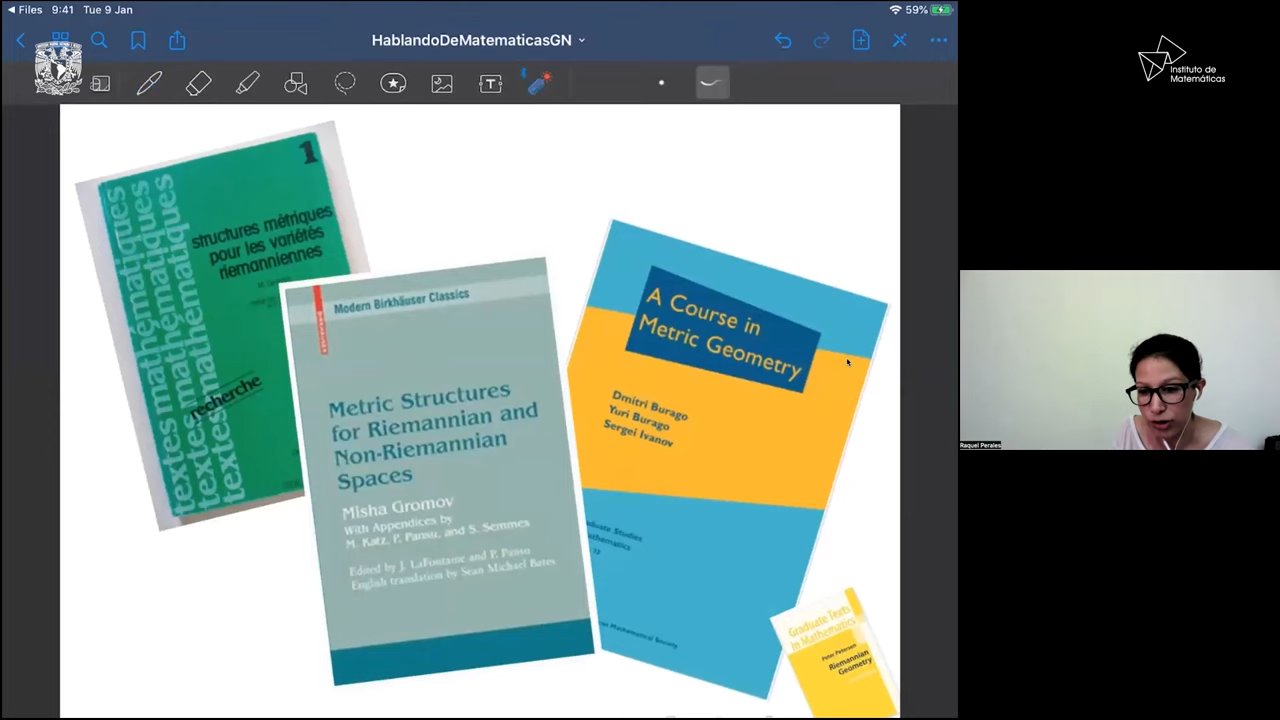 Files 9:41 Tue 9 Jan
59%
HablandoDeMatematicasGN
T
Instituto de
Matemáticas
1
textes mathématiques
textes mathématiques
textes mathématiques
structures métriques
pour les variétés
riemanniennes
recherche
Modern Birkhäuser Classics
Metric Structures
for Riemannian and
Non-Riemannian
Spaces
Misha Gromov
With Appendices by
M. Katz, P. Pansu, and S. Semmes
Edited by J. LaFontaine and P. Pansu
English translation by Sean Michael Bates
A Course in
Metric Geometry
Dmitri Burago
Yuri Burago
Sergei Ivanov
Mathematical Society
Graduate Texts
in Mathematics
Peter Petersen
Riemannian
Geometry
Raquel Perales